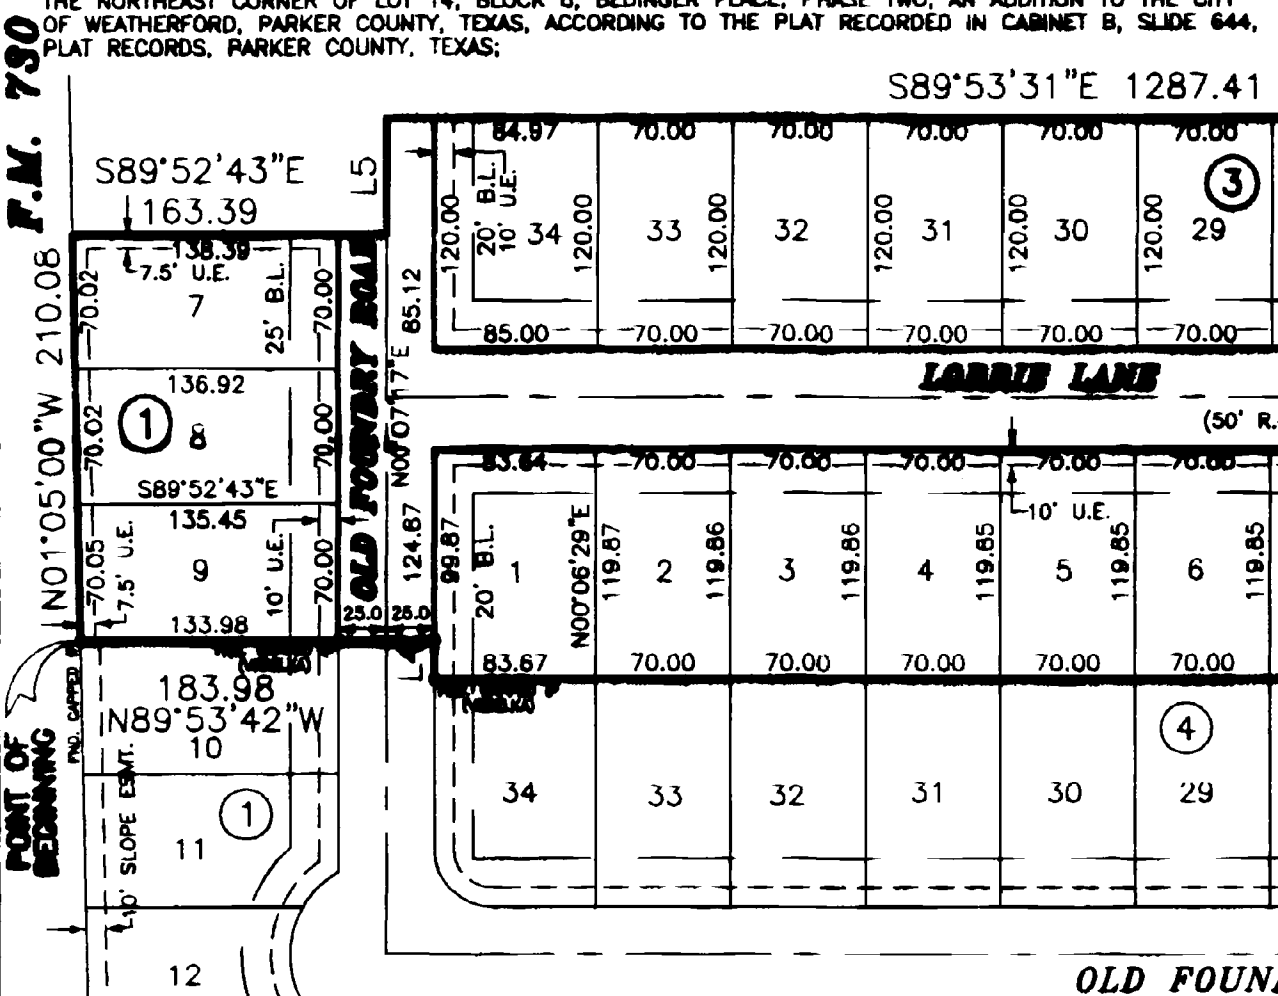 THE NORTHEAST CORNER OF LOT 14, BLOCK B, BEDINGER PLACE, PHASE TWO, AN ADDITION TO THE CITY
OF WEATHERFORD, PARKER COUNTY, TEXAS, ACCORDING TO THE PLAT RECORDED IN CABINET B, SLIDE 644,
PLAT RECORDS, PARKER COUNTY, TEXAS;
F.M. 730
S89°53'31"E 1287.41
S89°52'43"E
163.39
L5
84.97 70.00 70.00 70.00 70.00 70.00
3
20' B.L.
10' U.E.
120.00 34 120.00 33 120.00 32 120.00 31 120.00 30 120.00 29
85.00 70.00 70.00 70.00 70.00 70.00
N01°05'00"W 210.08
138.39
7.5' U.E.
70.02 7 25' B.L. 70.00
136.92
70.02 1 8 70.00
S89°52'43"E
135.45
70.05 7.5' U.E. 9 10' U.E. 70.00
133.98
OLD FOUNDRY ROAD
85.12
N00°07'17"E
124.87
25.0 25.0
LORRIE LANE
(50' R.
83.64 70.00 70.00 70.00 70.00 70.00
10' U.E.
99.87 20' B.L. 1 N00°06'29"E 119.87 2 119.86 3 119.86 4 119.85 5 119.85 6 119.85
83.67 70.00 70.00 70.00 70.00 70.00
183.98
N89°53'42"W
10
POINT OF
BEGINNING
FND. CAPPED
10' SLOPE ESMT.
1
11
12
4
34 33 32 31 30 29
OLD FOUN